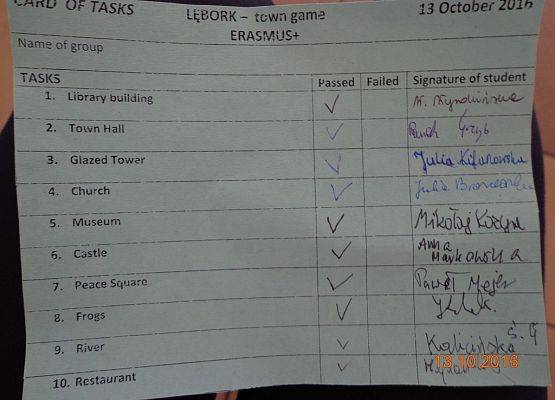 CARD OF TASKS LĘBORK – town game 13 October 2016
ERASMUS+
Name of group
TASKS Passed Failed Signature of student
1. Library building ✓
2. Town Hall ✓
3. Glazed Tower ✓ Julia
4. Church ✓ Julia
5. Museum ✓ Mikołaj
6. Castle ✓ Anna Markowska
7. Peace Square ✓ Paweł
8. Frogs ✓
9. River ✓ Kalicińska
10. Restaurant ✓
13 10 2016